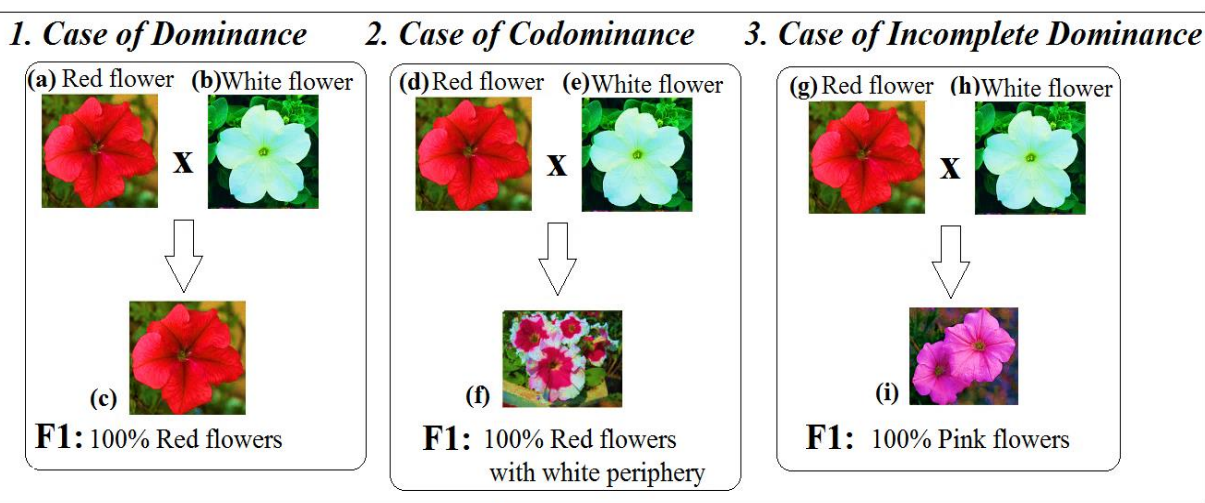 1. Case of Dominance
(a) Red flower (b) White flower
X
(c)
F1: 100% Red flowers
2. Case of Codominance
(d) Red flower (e) White flower
X
(f)
F1: 100% Red flowers
with white periphery
3. Case of Incomplete Dominance
(g) Red flower (h) White flower
X
(i)
F1: 100% Pink flowers